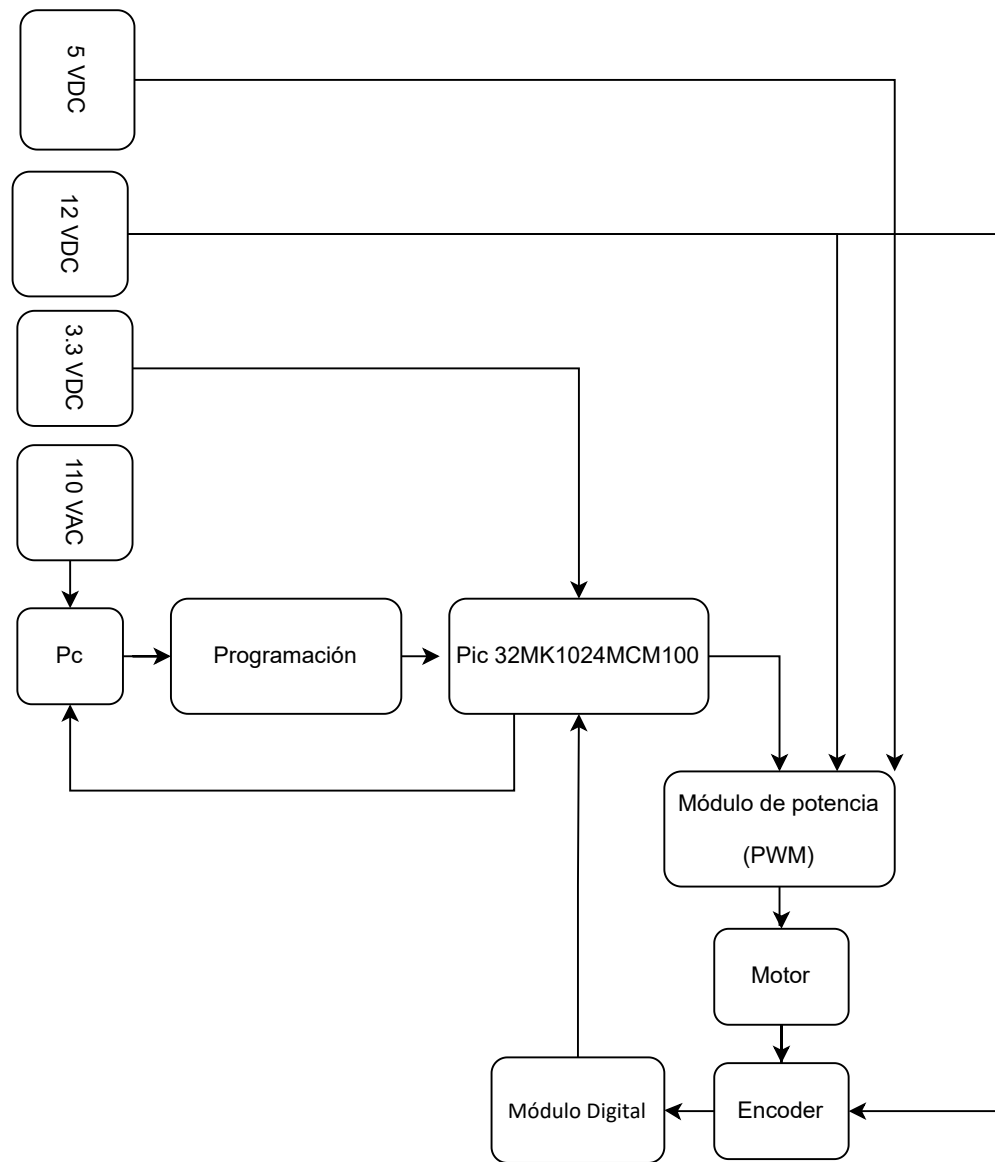 5 VDC
12 VDC
3.3 VDC
110 VAC
Pc
Programación
Pic 32MK1024MCM100
Módulo de potencia
(PWM)
Motor
Módulo Digital
Encoder